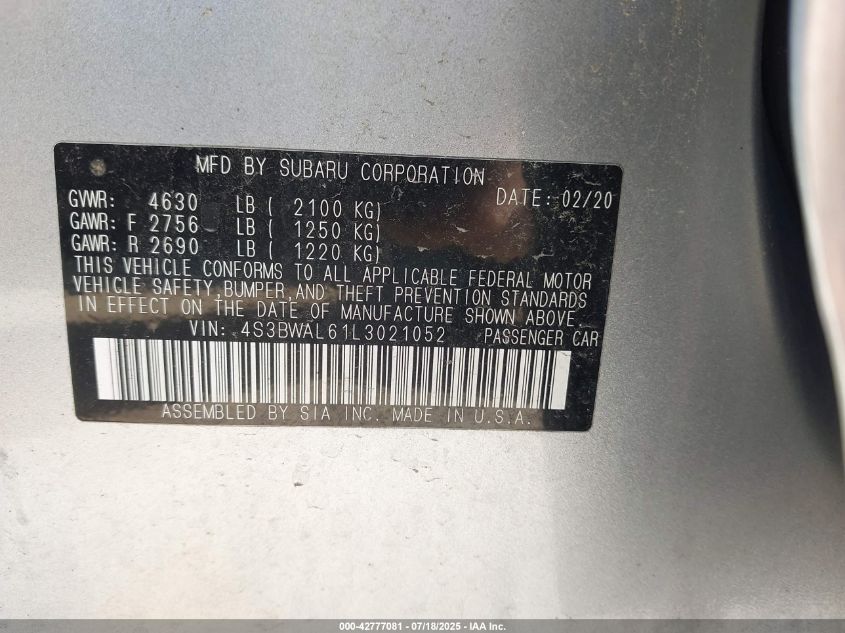 MFD BY SUBARU CORPORATION
DATE: 02/20
GVWR: 4630 LB ( 2100 KG)
GAWR: F 2756 LB ( 1250 KG)
GAWR: R 2690 LB ( 1220 KG)
THIS VEHICLE CONFORMS TO ALL APPLICABLE FEDERAL MOTOR
VEHICLE SAFETY, BUMPER, AND THEFT PREVENTION STANDARDS
IN EFFECT ON THE DATE OF MANUFACTURE SHOWN ABOVE.
VIN: 4S3BWAL61L3021052 PASSENGER CAR
ASSEMBLED BY SIA INC. MADE IN U.S.A.
000-42777081 - 07/18/2025 - IAA Inc.